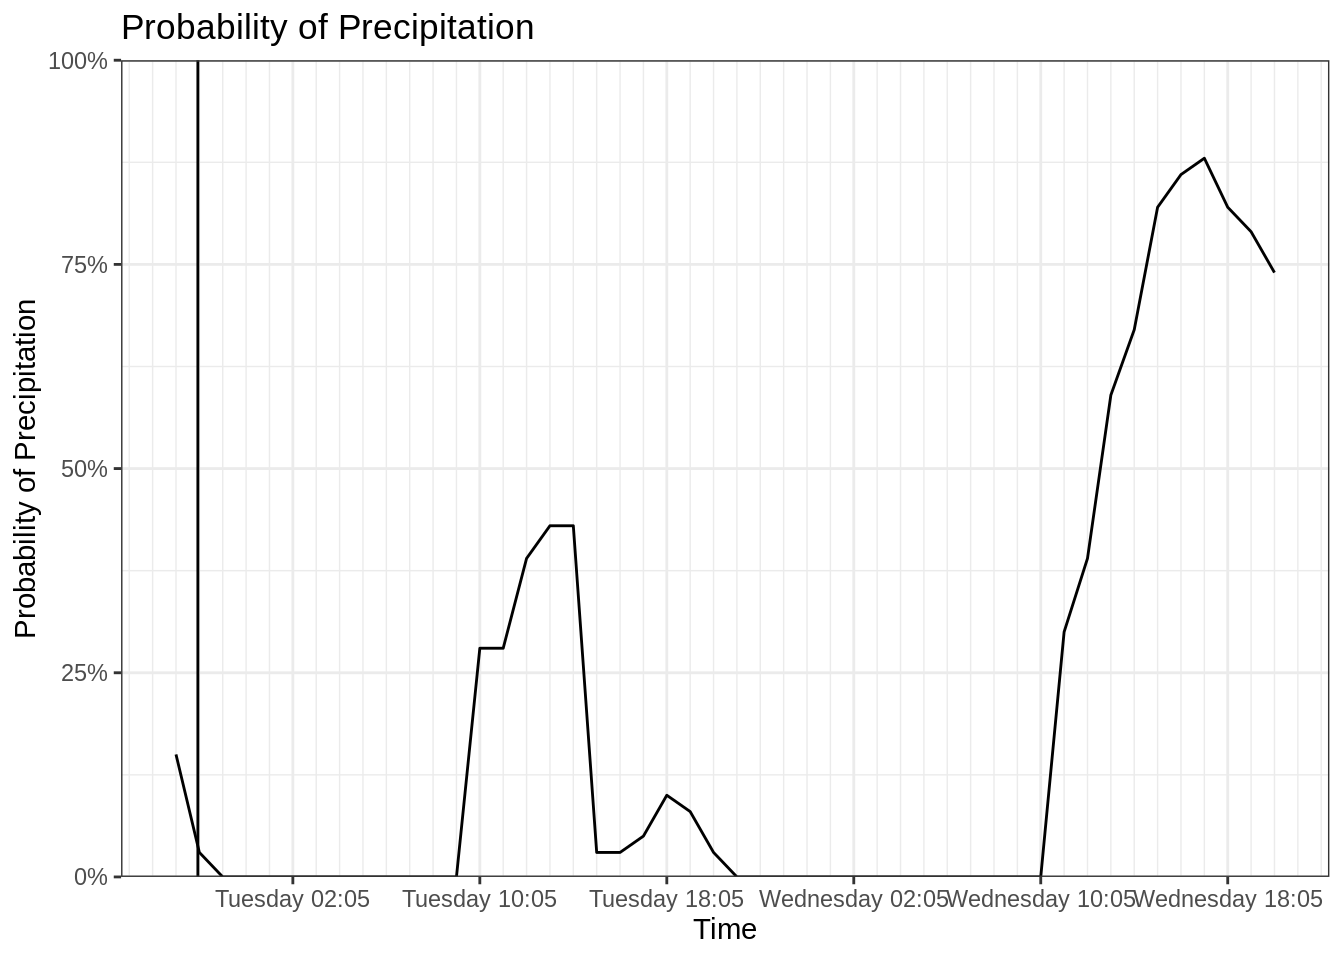 Probability of Precipitation
Probability of Precipitation
100%
75%
50%
25%
0%
Tuesday 02:05
Tuesday 10:05
Tuesday 18:05
Wednesday 02:05
Wednesday 10:05
Wednesday 18:05
Time